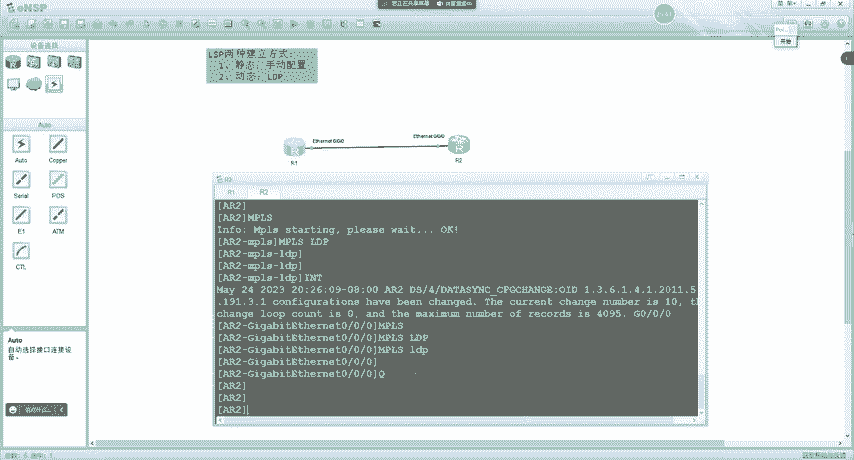 eNSP
设备连接
Auto
Auto
Copper
Serial
POS
E1
ATM
CTL
Auto
自动选择接口连接设备。
LSP两种建立方式:
1、静态:手动配置
2、动态:LDP
Ethernet 0/0/0
Ethernet 0/0/0
R1
R2
R2
R1
R2
[AR2]
[AR2]MPLS
Info: Mpls starting, please wait... OK!
[AR2-mpls]MPLS LDP
[AR2-mpls-ldp]
[AR2-mpls-ldp]
[AR2-mpls-ldp]INT
May 24 2023 20:26:09-08:00 AR2 DS/4/DATASYNC_CFGCHANGE:OID 1.3.6.1.4.1.2011.5
.191.3.1 configurations have been changed. The current change number is 10, th
change loop count is 0, and the maximum number of records is 4095. G0/0/0
[AR2-GigabitEthernet0/0/0]MPLS
[AR2-GigabitEthernet0/0/0]MPLS LDP
[AR2-GigabitEthernet0/0/0]MPLS ldp
[AR2-GigabitEthernet0/0/0]
[AR2-GigabitEthernet0/0/0]Q
[AR2]
[AR2]
[AR2]